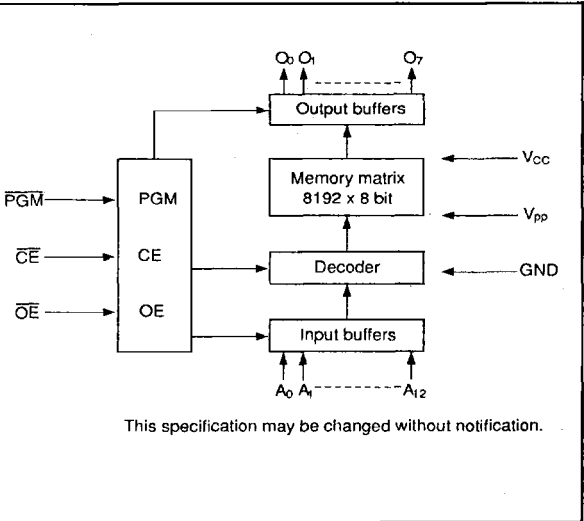 O0 O1 O7
Output buffers
VCC
Memory matrix
8192 x 8 bit
PGM PGM
Vpp
CE CE
Decoder
GND
OE OE
Input buffers
A0 A1 A12
This specification may be changed without notification.